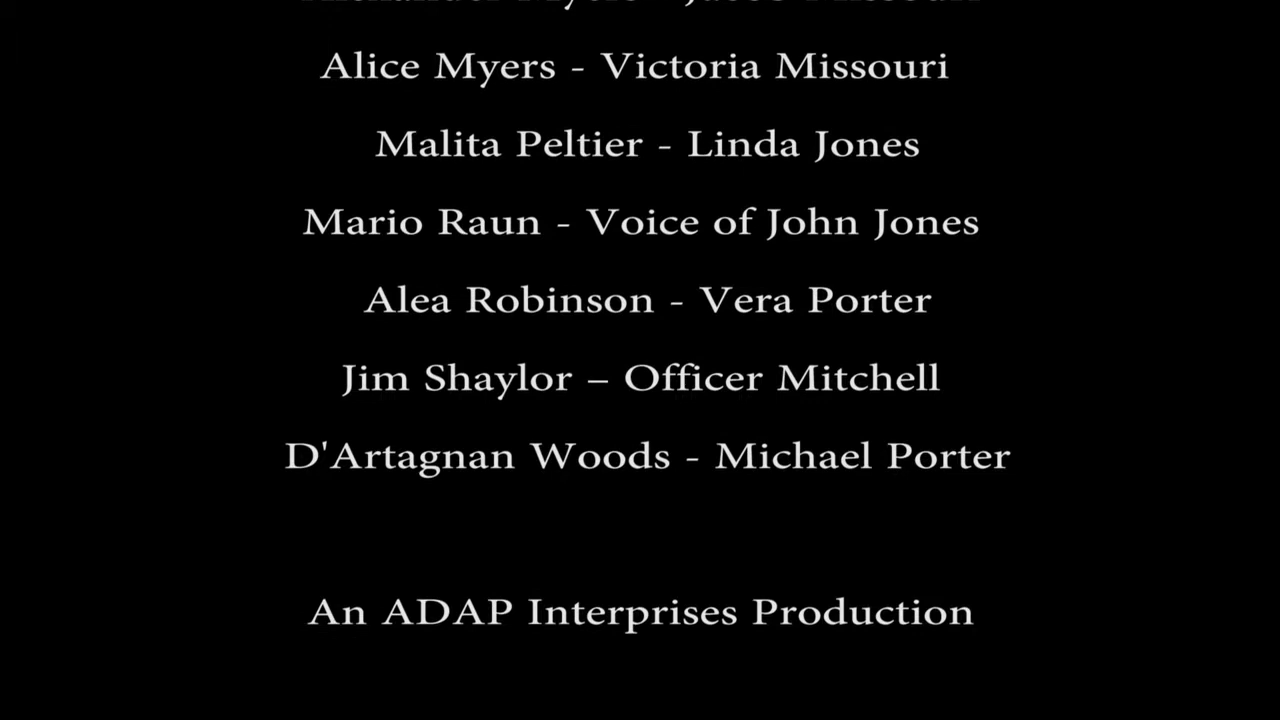 Alice Myers - Victoria Missouri
Malita Peltier - Linda Jones
Mario Raun - Voice of John Jones
Alea Robinson - Vera Porter
Jim Shaylor – Officer Mitchell
D'Artagnan Woods - Michael Porter
An ADAP Interprises Production